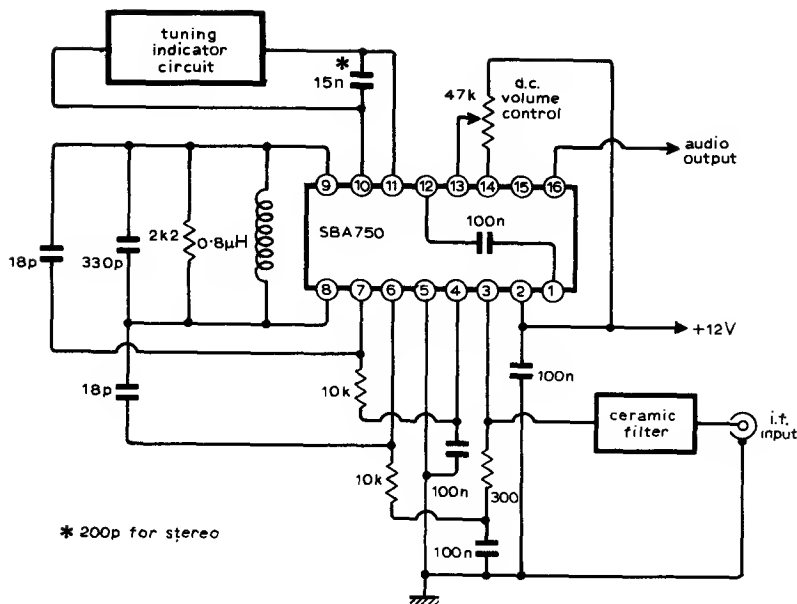 tuning
indicator
circuit
*
15n
47k
d.c.
volume
control
audio
output
9
10
11
12
13
14
15
16
SBA750
100n
18p
330p
2k2
0·8µH
8
7
6
5
4
3
2
1
+12V
18p
10k
100n
ceramic
filter
i.f.
input
10k
100n
300
100n
* 200p for stereo